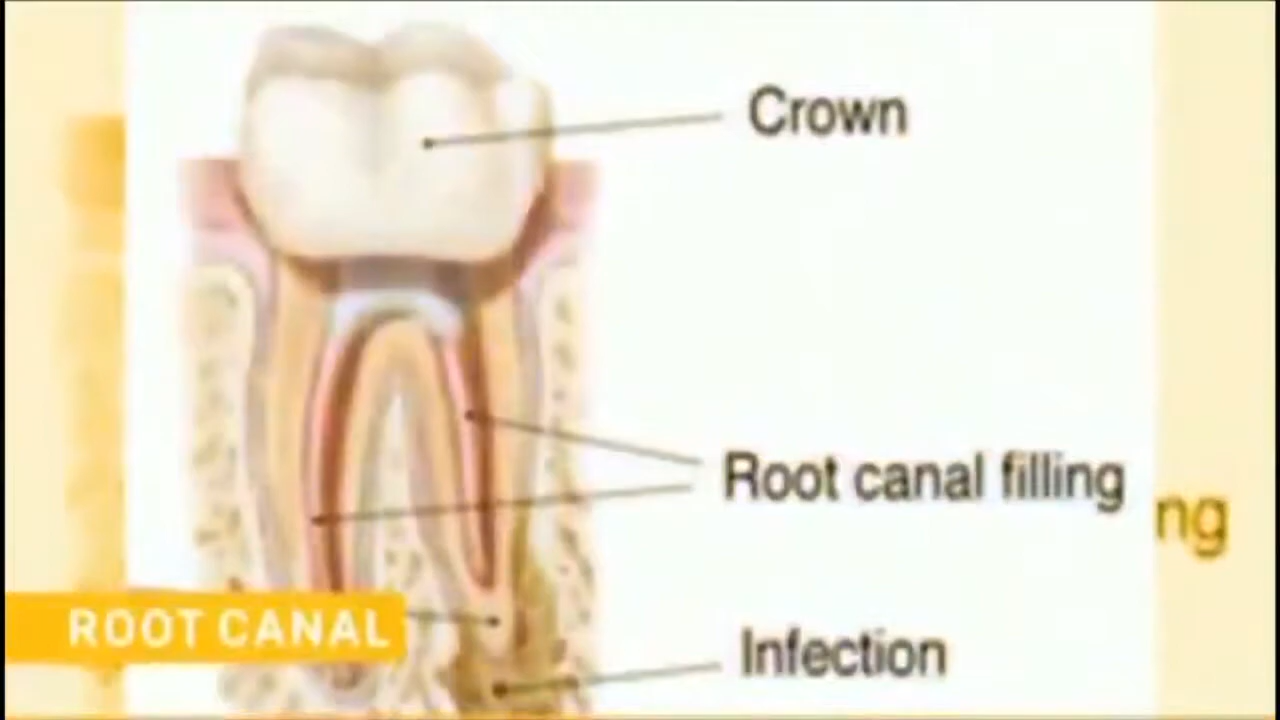 Crown
Root canal filling
ng
ROOT CANAL
Infection